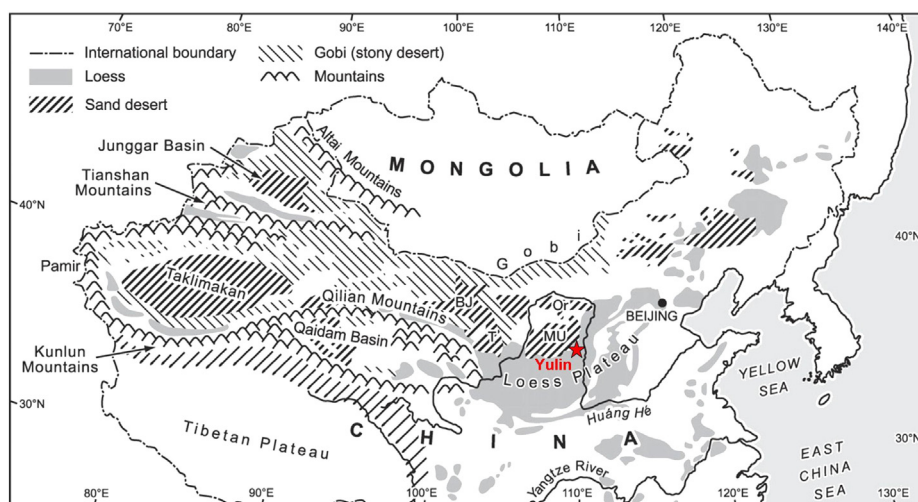 70°E
80°E
90°E
100°E
110°E
120°E
130°E
140°E
International boundary
Gobi (stony desert)
Loess
Mountains
Sand desert
Junggar Basin
Altai Mountains
MONGOLIA
Tianshan
Mountains
40°N
40°N
Gobi
Pamir
Taklimakan
Qilian Mountains
BJ
Or
BEIJING
T
MU
Qaidam Basin
Yulin
Kunlun
Mountains
Loess Plateau
YELLOW
SEA
30°N
Huáng Hé
Tibetan Plateau
CHINA
30°N
Yangtze River
EAST
CHINA
SEA
80°E
90°E
100°E
110°E
120°E
130°E